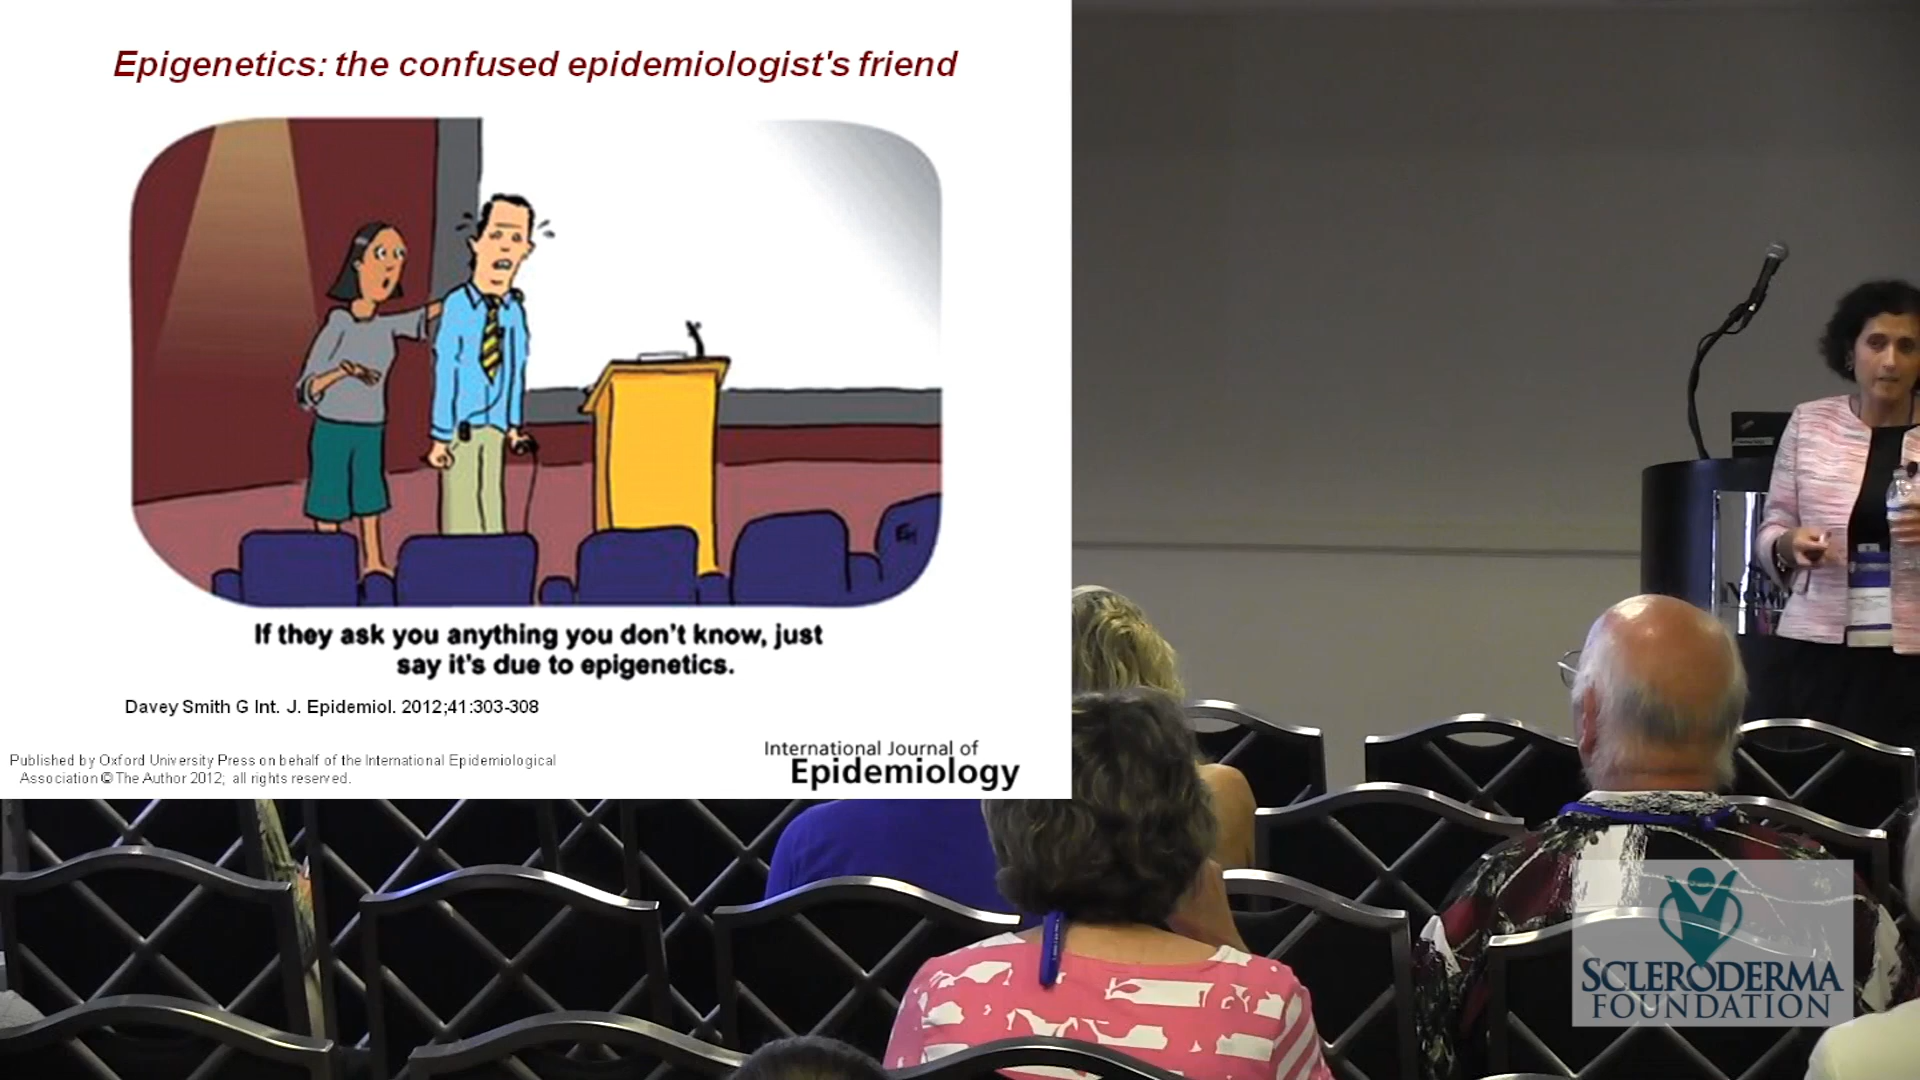 Epigenetics: the confused epidemiologist's friend
If they ask you anything you don't know, just
say it's due to epigenetics.
Davey Smith G Int. J. Epidemiol. 2012;41:303-308
Published by Oxford University Press on behalf of the International Epidemiological
Association © The Author 2012; all rights reserved.
International Journal of
Epidemiology
SCLERODERMA
FOUNDATION